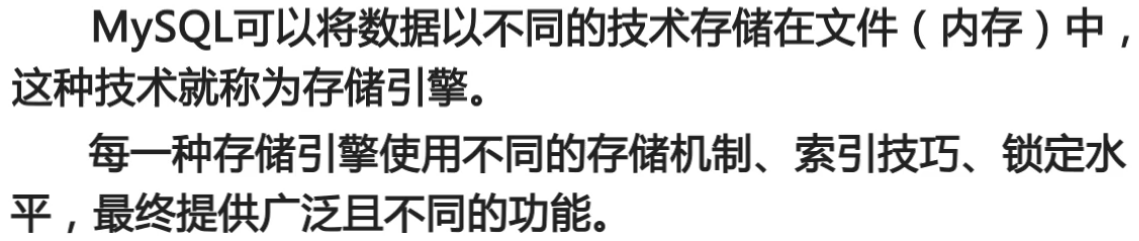 MySQL可以将数据以不同的技术存储在文件（内存）中，
这种技术就称为存储引擎。
每一种存储引擎使用不同的存储机制、索引技巧、锁定水
平，最终提供广泛且不同的功能。